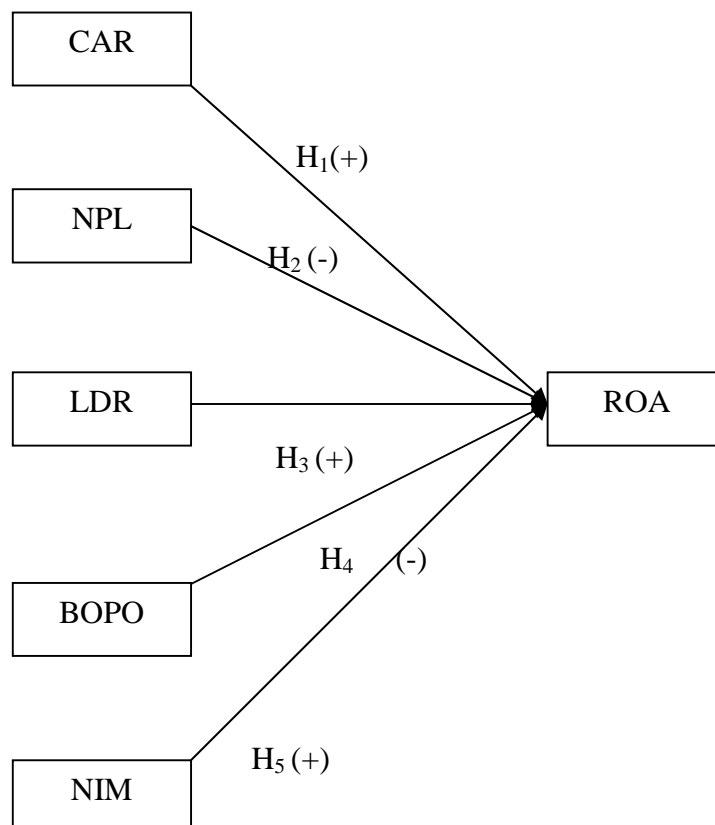 CAR
H₁(+)
NPL
H₂ (-)
LDR
ROA
H₃ (+)
H₄ (-)
BOPO
H₅ (+)
NIM